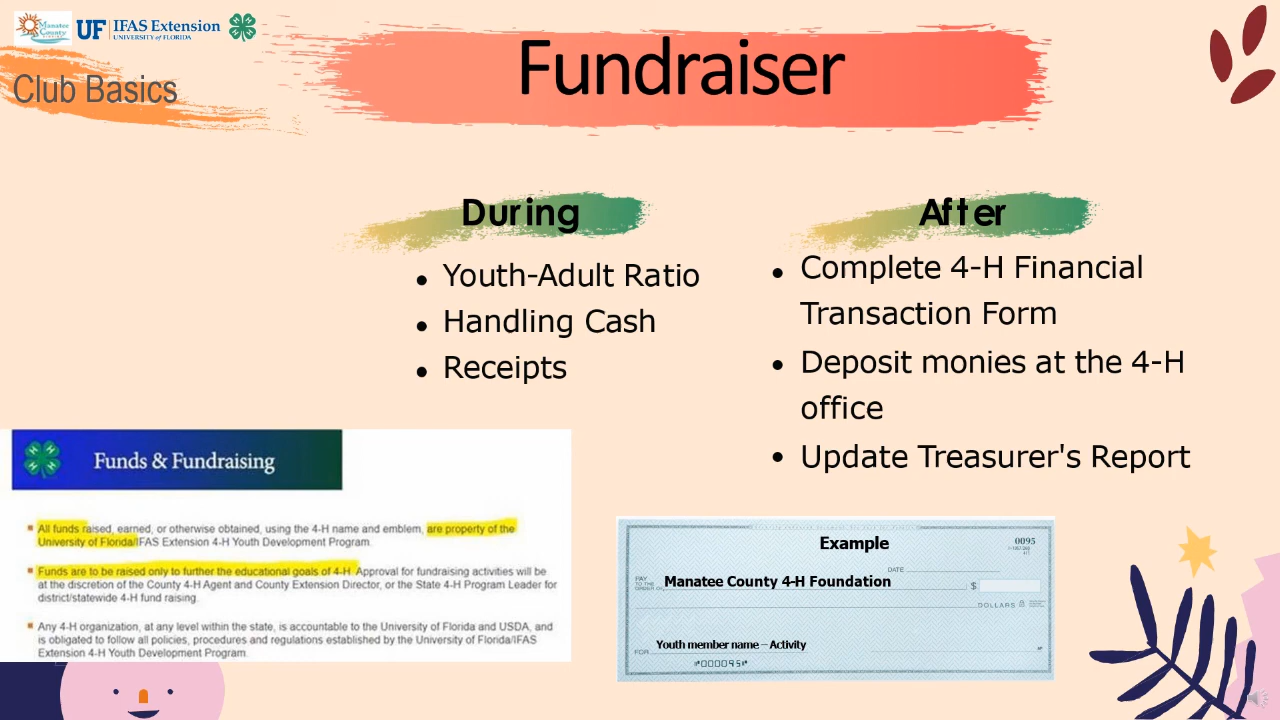 Manatee
County
UF IFAS Extension
UNIVERSITY of FLORIDA
Club Basics
Fundraiser
During
• Youth-Adult Ratio
• Handling Cash
• Receipts
After
• Complete 4-H Financial
Transaction Form
• Deposit monies at the 4-H
office
• Update Treasurer's Report
Funds & Fundraising
All funds raised, earned, or otherwise obtained, using the 4-H name and emblem, are property of the
University of Florida/IFAS Extension 4-H Youth Development Program.
Funds are to be raised only to further the educational goals of 4-H. Approval for fundraising activities will be
at the discretion of the County 4-H Agent and County Extension Director, or the State 4-H Program Leader for
district/statewide 4-H fund raising.
Any 4-H organization, at any level within the state, is accountable to the University of Florida and USDA, and
is obligated to follow all policies, procedures and regulations established by the University of Florida/IFAS
Extension 4-H Youth Development Program.
Example
0095
DATE
PAY
TO THE
ORDER OF
Manatee County 4-H Foundation
$
DOLLARS
FOR
Youth member name – Activity
⑈000095⑈